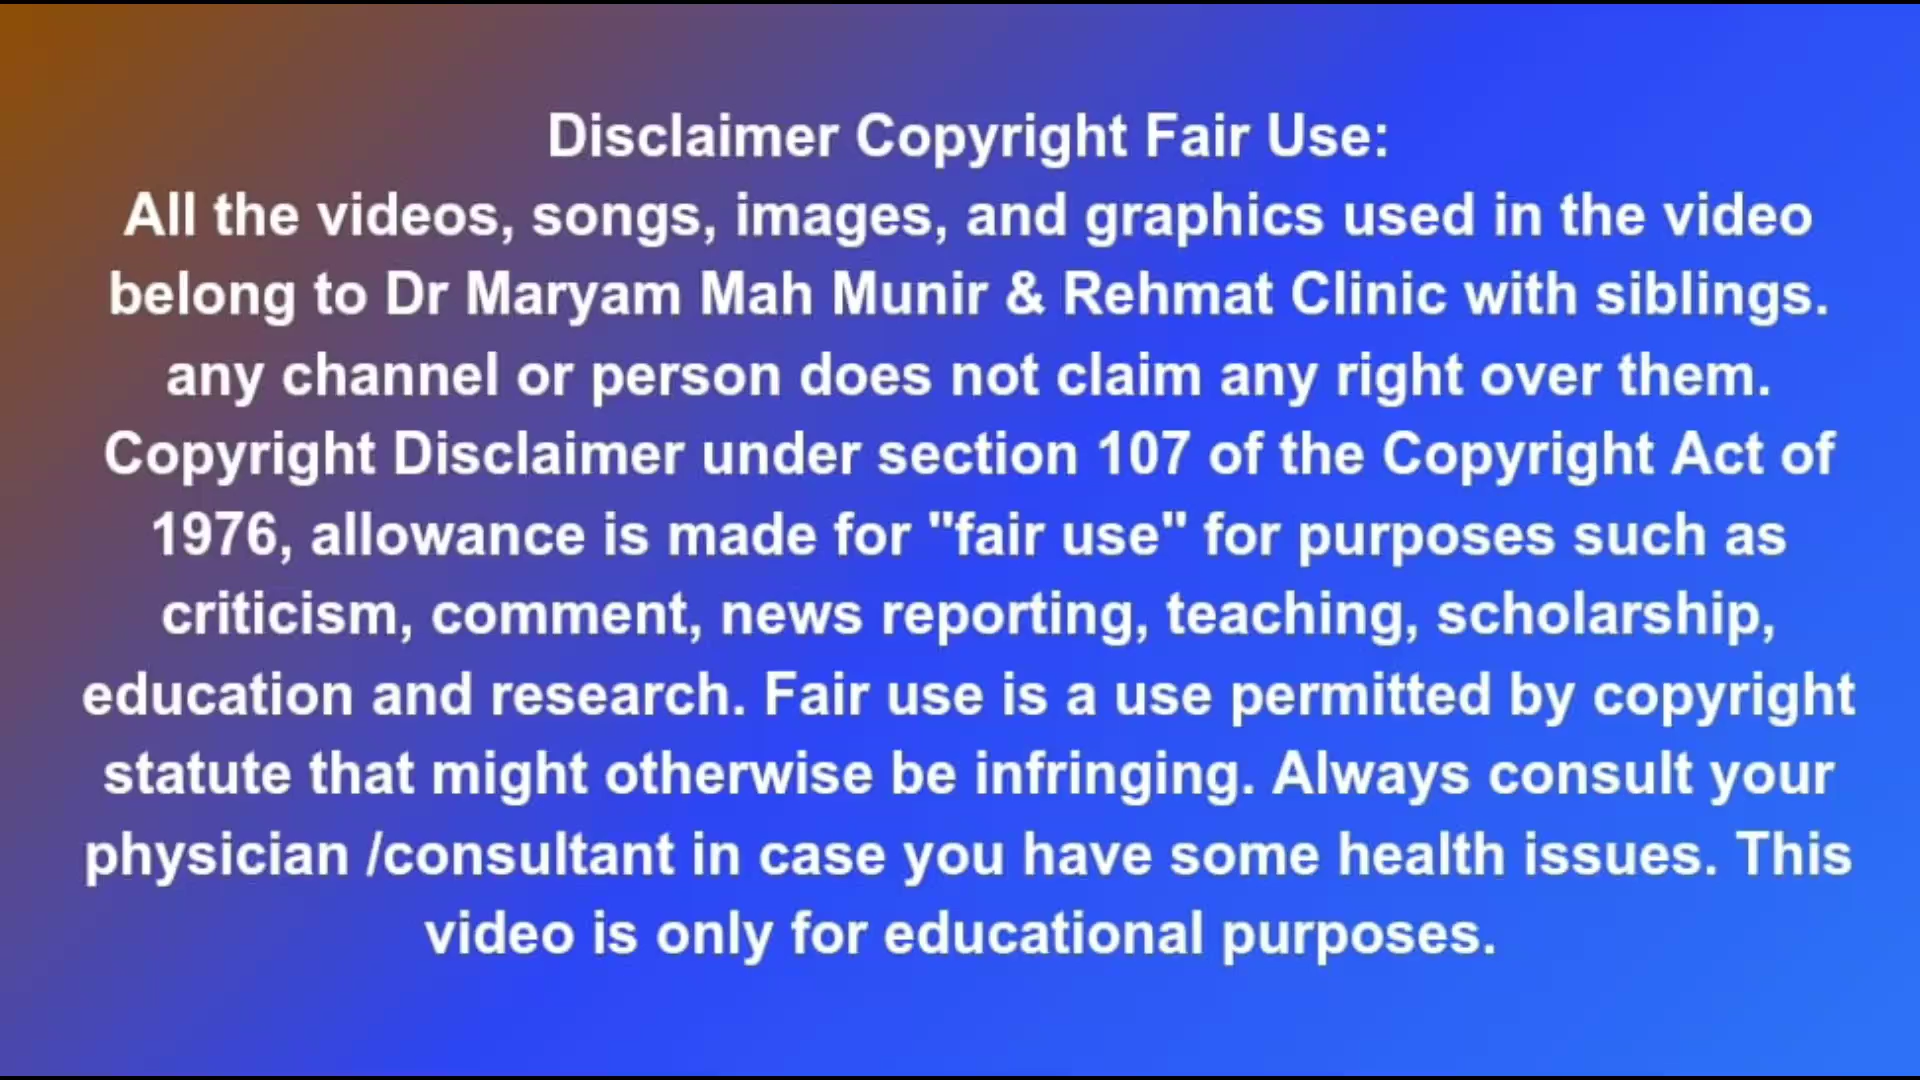 Disclaimer Copyright Fair Use:
All the videos, songs, images, and graphics used in the video
belong to Dr Maryam Mah Munir & Rehmat Clinic with siblings.
any channel or person does not claim any right over them.
Copyright Disclaimer under section 107 of the Copyright Act of
1976, allowance is made for "fair use" for purposes such as
criticism, comment, news reporting, teaching, scholarship,
education and research. Fair use is a use permitted by copyright
statute that might otherwise be infringing. Always consult your
physician /consultant in case you have some health issues. This
video is only for educational purposes.